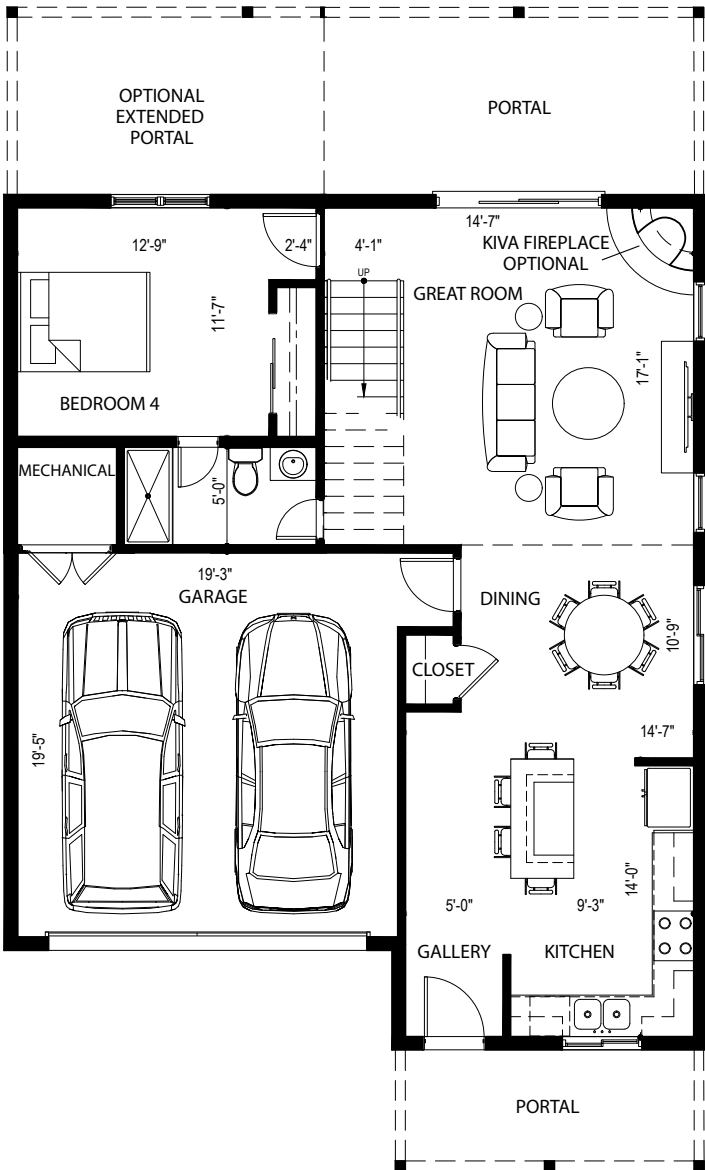 OPTIONAL
EXTENDED
PORTAL
PORTAL
12'-9"
2'-4"
4'-1"
14'-7"
KIVA FIREPLACE
OPTIONAL
UP
GREAT ROOM
11'-7"
17'-1"
BEDROOM 4
MECHANICAL
5'-0"
19'-3"
GARAGE
DINING
10'-9"
CLOSET
14'-7"
19'-5"
14'-0"
5'-0"
9'-3"
GALLERY
KITCHEN
PORTAL